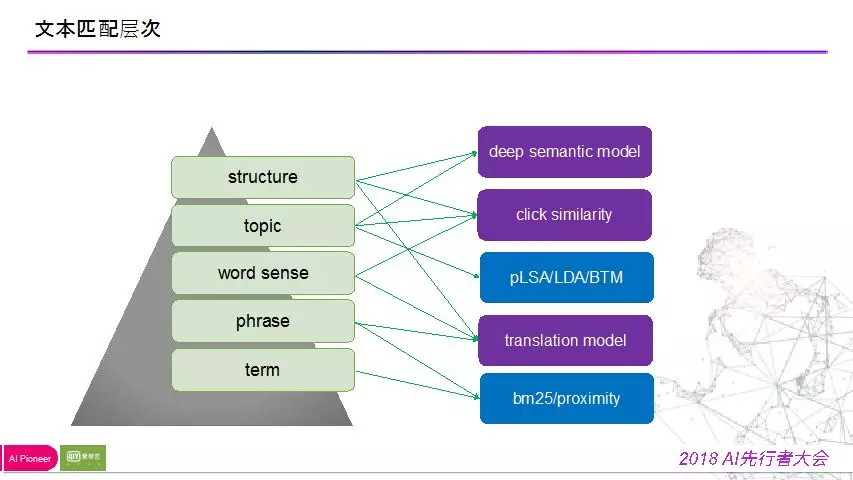 文本匹配层次
structure
topic
word sense
phrase
term
deep semantic model
click similarity
pLSA/LDA/BTM
translation model
bm25/proximity
AI Pioneer
爱奇艺
2018 AI先行者大会